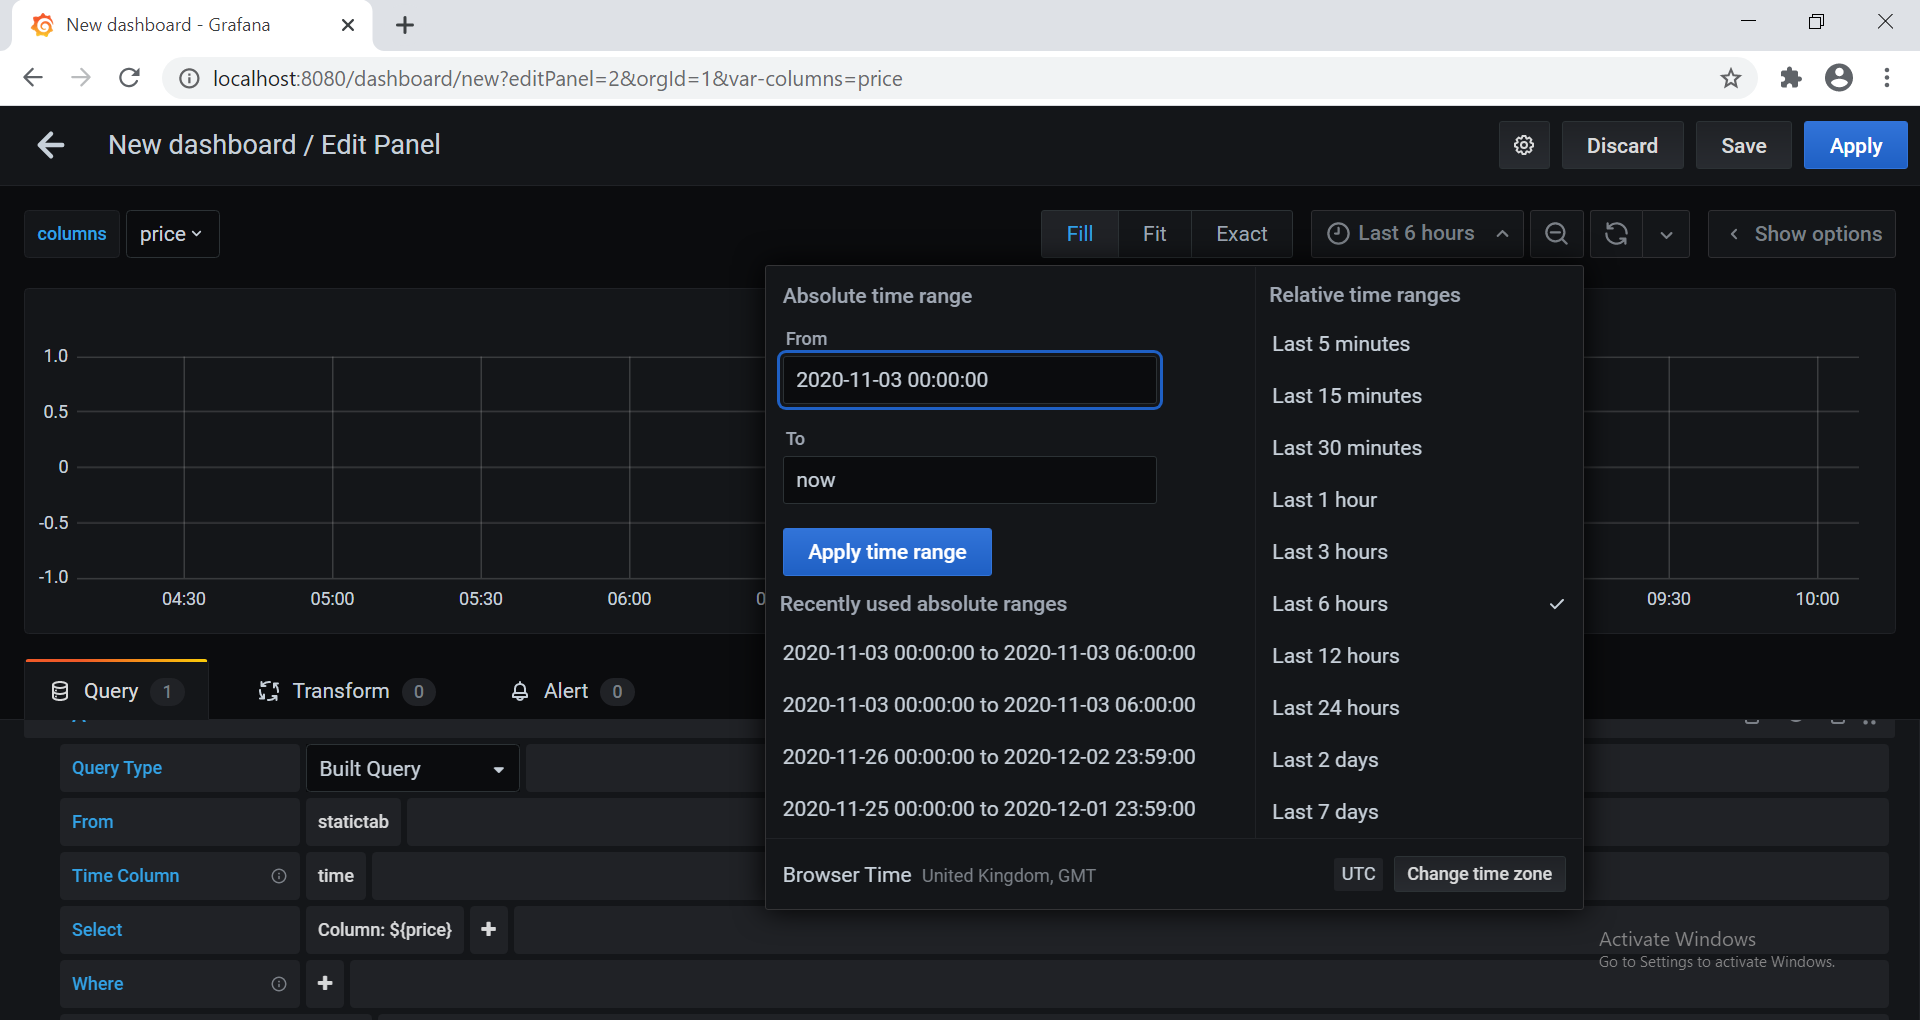 New dashboard - Grafana
localhost:8080/dashboard/new?editPanel=2&orgId=1&var-columns=price
New dashboard / Edit Panel
Discard
Save
Apply
columns
price
Fill
Fit
Exact
Last 6 hours
Show options
1.0
0.5
0
-0.5
-1.0
04:30
05:00
05:30
06:00
09:30
10:00
Absolute time range
From
2020-11-03 00:00:00
To
now
Apply time range
Recently used absolute ranges
2020-11-03 00:00:00 to 2020-11-03 06:00:00
2020-11-03 00:00:00 to 2020-11-03 06:00:00
2020-11-26 00:00:00 to 2020-12-02 23:59:00
2020-11-25 00:00:00 to 2020-12-01 23:59:00
Relative time ranges
Last 5 minutes
Last 15 minutes
Last 30 minutes
Last 1 hour
Last 3 hours
Last 6 hours
Last 12 hours
Last 24 hours
Last 2 days
Last 7 days
Browser Time United Kingdom, GMT
UTC
Change time zone
Query 1
Transform 0
Alert 0
Query Type
Built Query
From
statictab
Time Column
time
Select
Column: ${price}
Where
Activate Windows
Go to Settings to activate Windows.